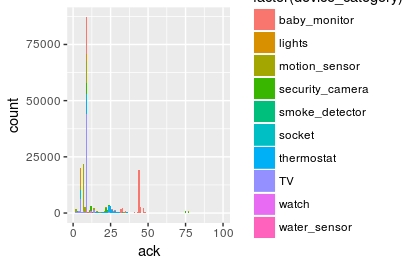 factor(device_category)
baby_monitor
lights
motion_sensor
security_camera
smoke_detector
socket
thermostat
TV
watch
water_sensor
count
75000
50000
25000
0
0 25 50 75 100
ack